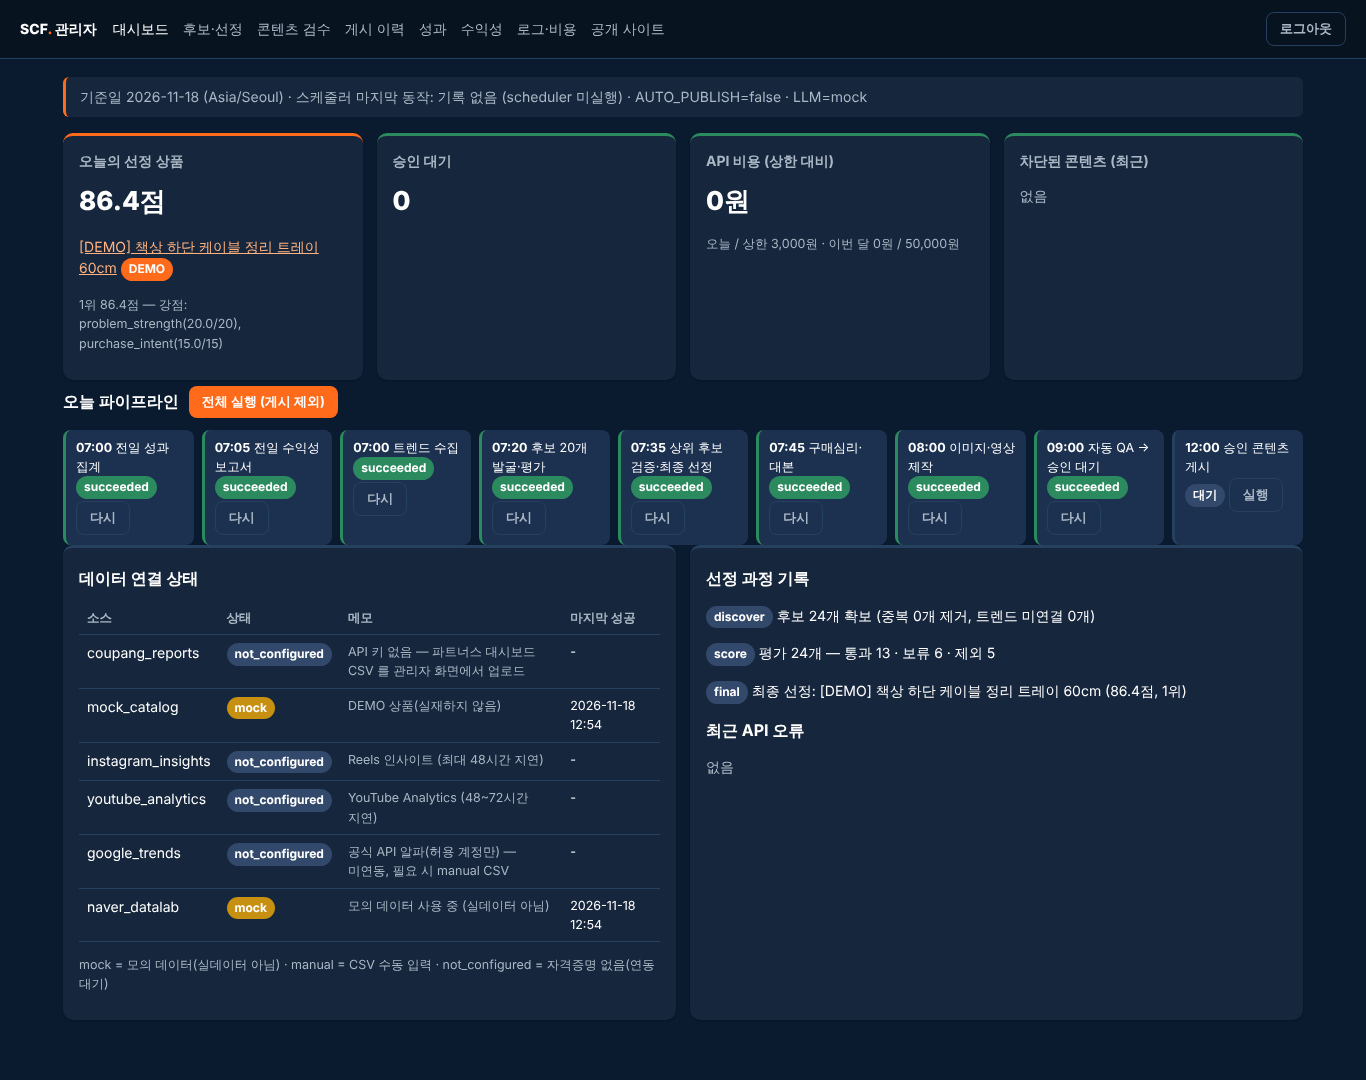 SCF. 관리자 대시보드 후보·선정 콘텐츠 검수 게시 이력 성과 수익성 로그·비용 공개 사이트 로그아웃
기준일 2026-11-18 (Asia/Seoul) · 스케줄러 마지막 동작: 기록 없음 (scheduler 미실행) · AUTO_PUBLISH=false · LLM=mock
오늘의 선정 상품
86.4점
[DEMO] 책상 하단 케이블 정리 트레이
60cm DEMO
1위 86.4점 — 강점:
problem_strength(20.0/20),
purchase_intent(15.0/15)
승인 대기
0
API 비용 (상한 대비)
0원
오늘 / 상한 3,000원 · 이번 달 0원 / 50,000원
차단된 콘텐츠 (최근)
없음
오늘 파이프라인 전체 실행 (게시 제외)
07:00 전일 성과
집계
succeeded
다시
07:05 전일 수익성
보고서
succeeded
다시
07:00 트렌드 수집
succeeded
다시
07:20 후보 20개
발굴·평가
succeeded
다시
07:35 상위 후보
검증·최종 선정
succeeded
다시
07:45 구매심리·
대본
succeeded
다시
08:00 이미지·영상
제작
succeeded
다시
09:00 자동 QA →
승인 대기
succeeded
다시
12:00 승인 콘텐츠
게시
대기 실행
데이터 연결 상태
소스 상태 메모 마지막 성공
coupang_reports not_configured API 키 없음 — 파트너스 대시보드 -
CSV 를 관리자 화면에서 업로드
mock_catalog mock DEMO 상품(실재하지 않음) 2026-11-18
12:54
instagram_insights not_configured Reels 인사이트 (최대 48시간 지연) -
youtube_analytics not_configured YouTube Analytics (48~72시간 -
지연)
google_trends not_configured 공식 API 알파(허용 계정만) — -
미연동, 필요 시 manual CSV
naver_datalab mock 모의 데이터 사용 중 (실데이터 아님) 2026-11-18
12:54
mock = 모의 데이터(실데이터 아님) · manual = CSV 수동 입력 · not_configured = 자격증명 없음(연동
대기)
선정 과정 기록
discover 후보 24개 확보 (중복 0개 제거, 트렌드 미연결 0개)
score 평가 24개 — 통과 13 · 보류 6 · 제외 5
final 최종 선정: [DEMO] 책상 하단 케이블 정리 트레이 60cm (86.4점, 1위)
최근 API 오류
없음